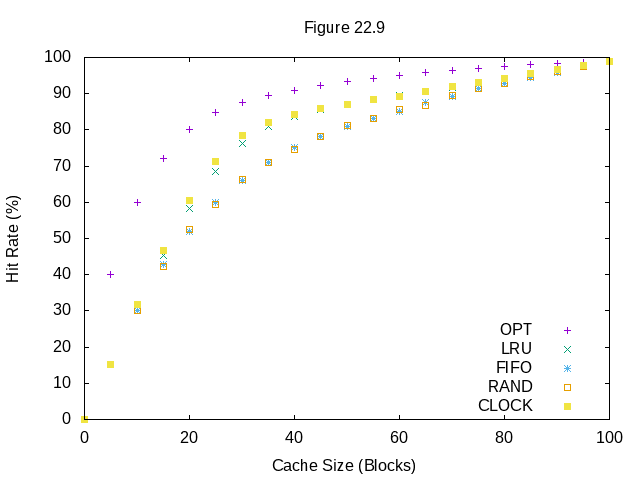 Figure 22.9
Hit Rate (%)
100
90
80
70
60
50
40
30
20
10
0
OPT
LRU
FIFO
RAND
CLOCK
0 20 40 60 80 100
Cache Size (Blocks)